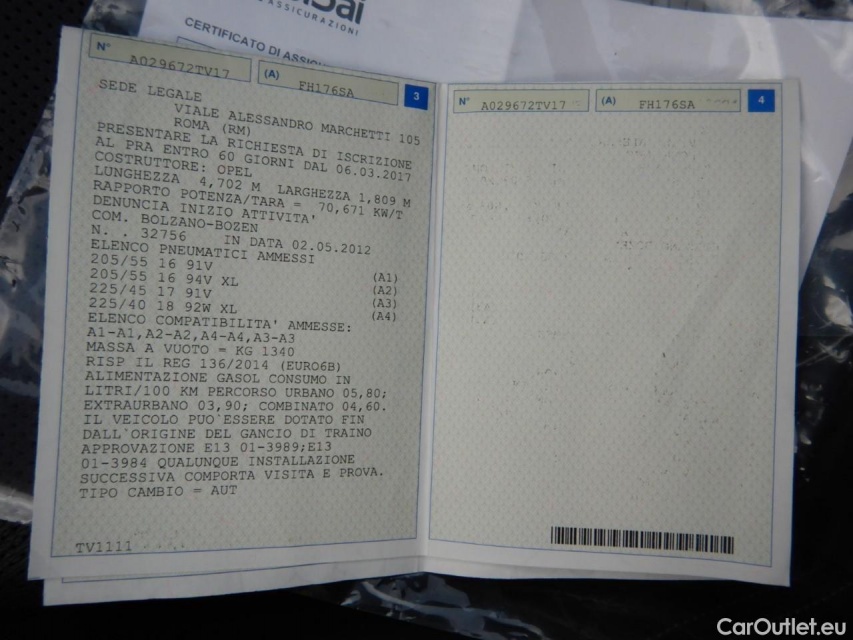 Sai
ASSICURAZIONI
CERTIFICATO DI
N° A029672TV17 (A) FH176SA 3
SEDE LEGALE
VIALE ALESSANDRO MARCHETTI 105
ROMA (RM)
PRESENTARE LA RICHIESTA DI ISCRIZIONE
AL PRA ENTRO 60 GIORNI DAL 06.03.2017
COSTRUTTORE: OPEL
LUNGHEZZA 4,702 M LARGHEZZA 1,809 M
RAPPORTO POTENZA/TARA = 70,671 KW/T
DENUNCIA INIZIO ATTIVITA'
COM. BOLZANO-BOZEN
N. . 32756 IN DATA 02.05.2012
ELENCO PNEUMATICI AMMESSI
205/55 16 91V (A1)
205/55 16 94V XL (A2)
225/45 17 91V (A3)
225/40 18 92W XL (A4)
ELENCO COMPATIBILITA' AMMESSE:
A1-A1,A2-A2,A4-A4,A3-A3
MASSA A VUOTO = KG 1340
RISP IL REG 136/2014 (EURO6B)
ALIMENTAZIONE GASOL CONSUMO IN
LITRI/100 KM PERCORSO URBANO 05,80;
EXTRAURBANO 03,90; COMBINATO 04,60.
IL VEICOLO PUO'ESSERE DOTATO FIN
DALL'ORIGINE DEL GANCIO DI TRAINO
APPROVAZIONE E13 01-3989;E13
01-3984 QUALUNQUE INSTALLAZIONE
SUCCESSIVA COMPORTA VISITA E PROVA.
TIPO CAMBIO = AUT
TV1111
N° A029672TV17 (A) FH176SA 4
CarOutlet.eu